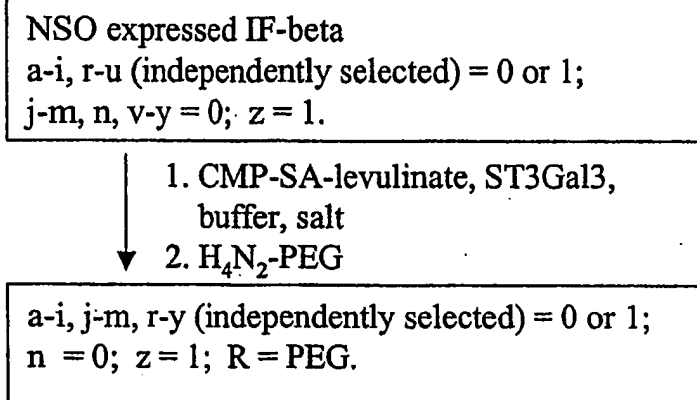 NSO expressed IF-beta
a-i, r-u (independently selected) = 0 or 1;
j-m, n, v-y = 0; z = 1.
1. CMP-SA-levulinate, ST3Gal3,
buffer, salt
2. H₄N₂-PEG
a-i, j-m, r-y (independently selected) = 0 or 1;
n = 0; z = 1; R = PEG.